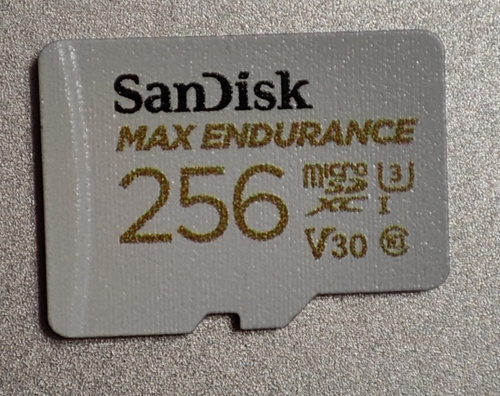 SanDisk
MAX ENDURANCE
256
micro SD XC I U3
V30 C10